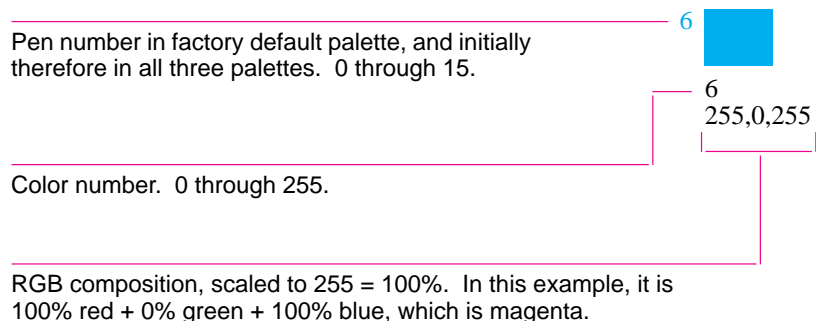 6
Pen number in factory default palette, and initially
therefore in all three palettes. 0 through 15.
6
255,0,255
Color number. 0 through 255.
RGB composition, scaled to 255 = 100%. In this example, it is
100% red + 0% green + 100% blue, which is magenta.